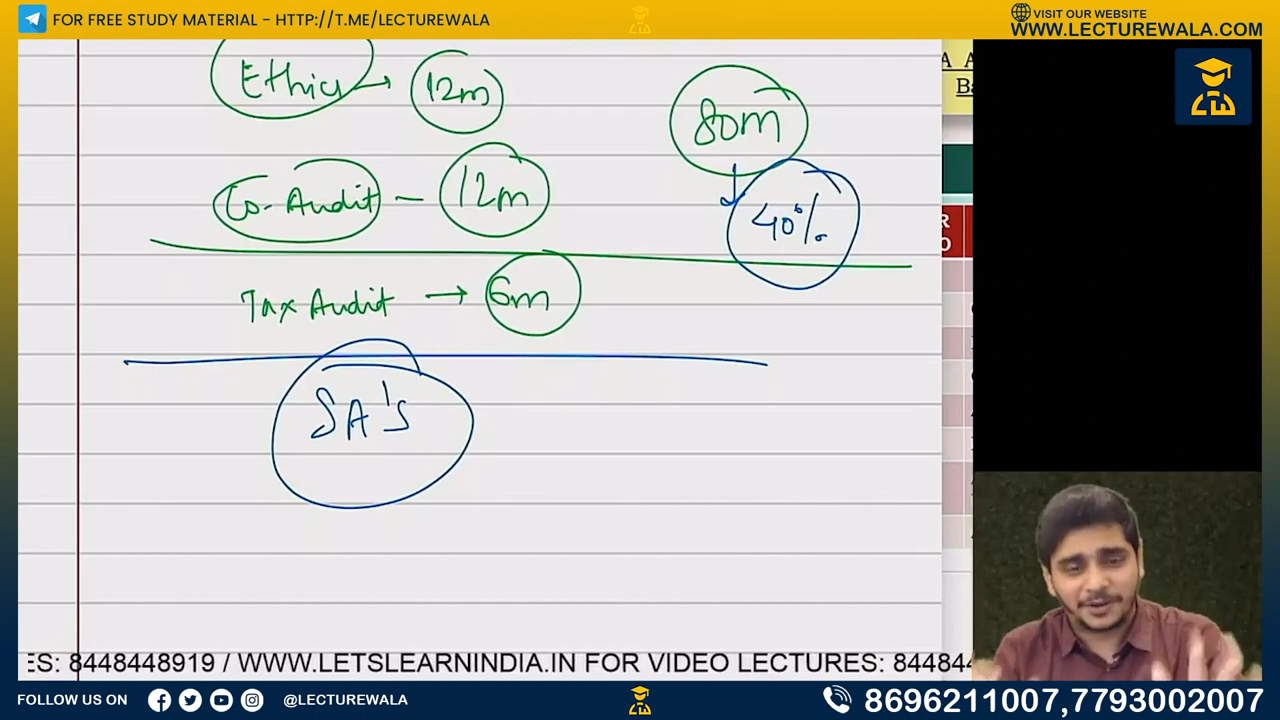 FOR FREE STUDY MATERIAL - HTTP://T.ME/LECTUREWALA
VISIT OUR WEBSITE
WWW.LECTUREWALA.COM
Ethics → 12m
80m
40%
Co-Audit – 12m
Tax Audit → 6m
SA's
A A
Ba
R
O
ES: 8448448919 / WWW.LETSLEARNINDIA.IN FOR VIDEO LECTURES: 84484
FOLLOW US ON
@LECTUREWALA
8696211007,7793002007